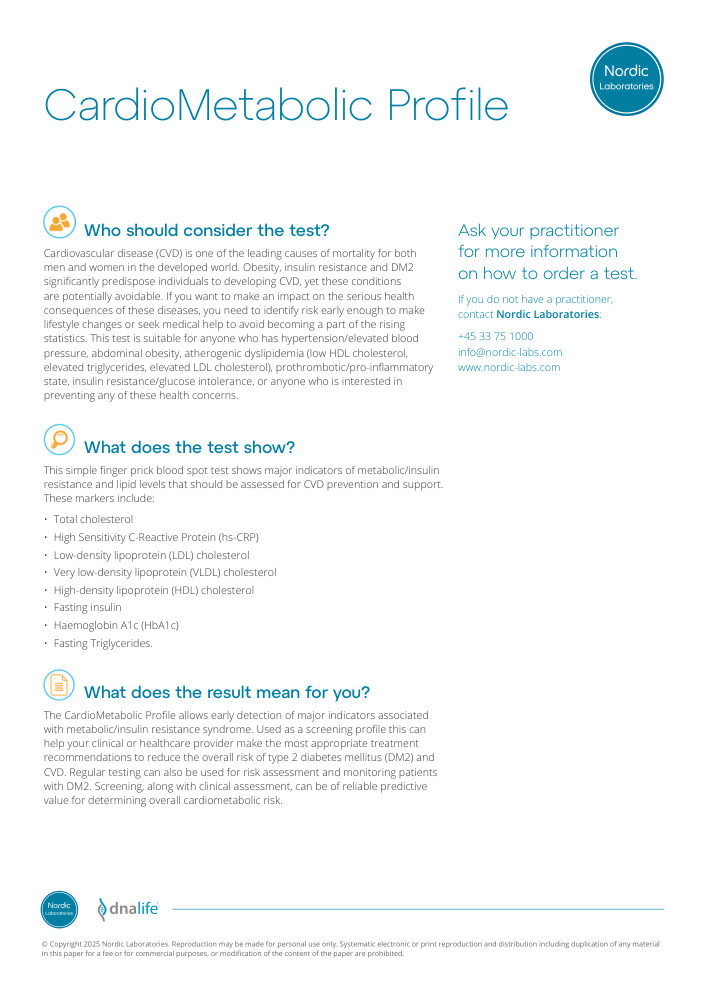 Nordic
Laboratories
CardioMetabolic Profile
Who should consider the test?
Cardiovascular disease (CVD) is one of the leading causes of mortality for both
men and women in the developed world. Obesity, insulin resistance and DM2
significantly predispose individuals to developing CVD, yet these conditions
are potentially avoidable. If you want to make an impact on the serious health
consequences of these diseases, you need to identify risk early enough to make
lifestyle changes or seek medical help to avoid becoming a part of the rising
statistics. This test is suitable for anyone who has hypertension/elevated blood
pressure, abdominal obesity, atherogenic dyslipidemia (low HDL cholesterol,
elevated triglycerides, elevated LDL cholesterol), prothrombotic/pro-inflammatory
state, insulin resistance/glucose intolerance, or anyone who is interested in
preventing any of these health concerns.
What does the test show?
This simple finger prick blood spot test shows major indicators of metabolic/insulin
resistance and lipid levels that should be assessed for CVD prevention and support.
These markers include:
• Total cholesterol
• High Sensitivity C-Reactive Protein (hs-CRP)
• Low-density lipoprotein (LDL) cholesterol
• Very low-density lipoprotein (VLDL) cholesterol
• High-density lipoprotein (HDL) cholesterol
• Fasting insulin
• Haemoglobin A1c (HbA1c)
• Fasting Triglycerides.
What does the result mean for you?
The CardioMetabolic Profile allows early detection of major indicators associated
with metabolic/insulin resistance syndrome. Used as a screening profile this can
help your clinical or healthcare provider make the most appropriate treatment
recommendations to reduce the overall risk of type 2 diabetes mellitus (DM2) and
CVD. Regular testing can also be used for risk assessment and monitoring patients
with DM2. Screening, along with clinical assessment, can be of reliable predictive
value for determining overall cardiometabolic risk.
Ask your practitioner
for more information
on how to order a test.
If you do not have a practitioner,
contact Nordic Laboratories:
+45 33 75 1000
info@nordic-labs.com
www.nordic-labs.com
Nordic
Laboratories
dnalife
© Copyright 2025 Nordic Laboratories. Reproduction may be made for personal use only. Systematic electronic or print reproduction and distribution including duplication of any material
in this paper for a fee or for commercial purposes, or modification of the content of the paper are prohibited.